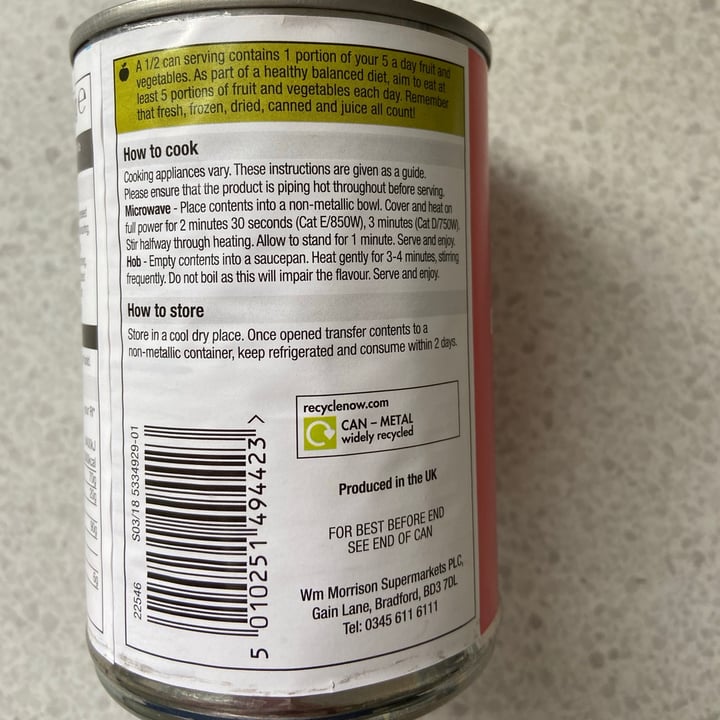 A 1/2 can serving contains 1 portion of your 5 a day fruit and
vegetables. As part of a healthy balanced diet, aim to eat at
least 5 portions of fruit and vegetables each day. Remember
that fresh, frozen, dried, canned and juice all count!
How to cook
Cooking appliances vary. These instructions are given as a guide.
Please ensure that the product is piping hot throughout before serving.
Microwave - Place contents into a non-metallic bowl. Cover and heat on
full power for 2 minutes 30 seconds (Cat E/850W), 3 minutes (Cat D/750W).
Stir halfway through heating. Allow to stand for 1 minute. Serve and enjoy.
Hob - Empty contents into a saucepan. Heat gently for 3-4 minutes, stirring
frequently. Do not boil as this will impair the flavour. Serve and enjoy.
How to store
Store in a cool dry place. Once opened transfer contents to a
non-metallic container, keep refrigerated and consume within 2 days.
recyclenow.com
CAN – METAL
widely recycled
Produced in the UK
FOR BEST BEFORE END
SEE END OF CAN
Wm Morrison Supermarkets PLC,
Gain Lane, Bradford, BD3 7DL
Tel: 0345 611 6111
22546 S03/18 5334929-01
5 010251 494423 >